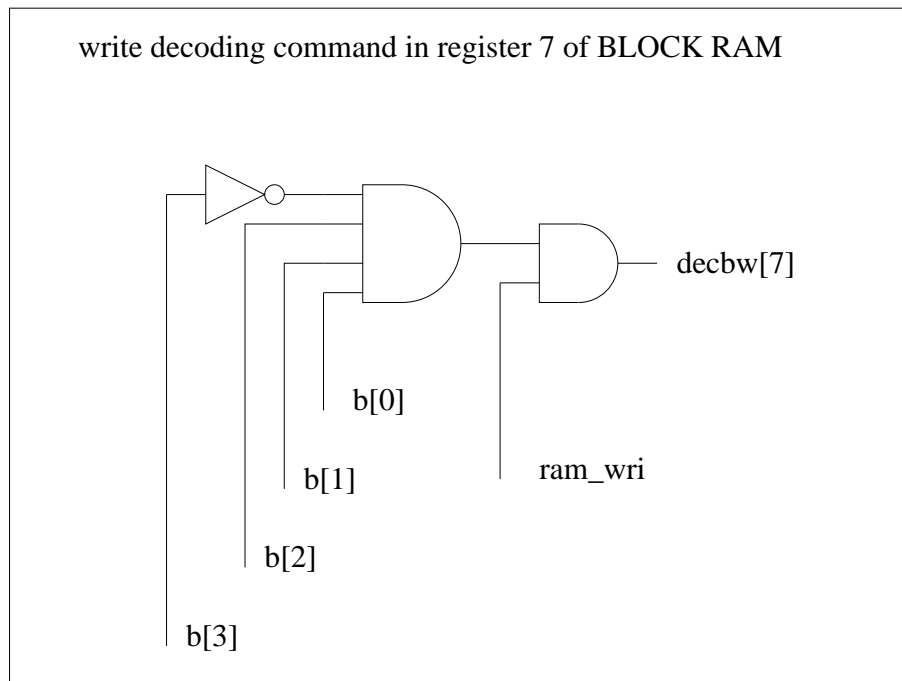 write decoding command in register 7 of BLOCK RAM
decbw[7]
b[0]
ram_wri
b[1]
b[2]
b[3]